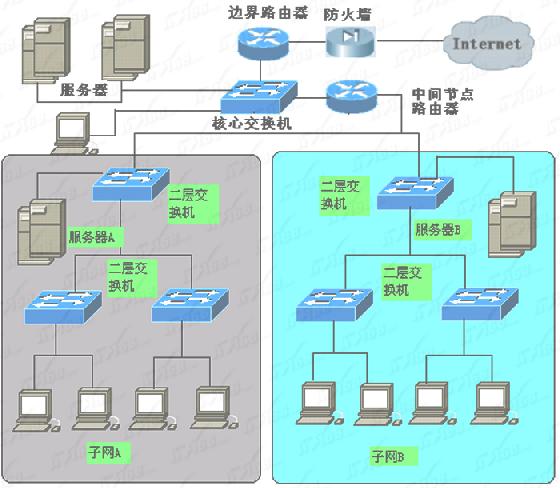 边界路由器
防火墙
Internet
服务器
核心交换机
中间节点
路由器
二层交
换机
服务器A
二层交
换机
子网A
二层交
换机
服务器B
二层交
换机
子网B